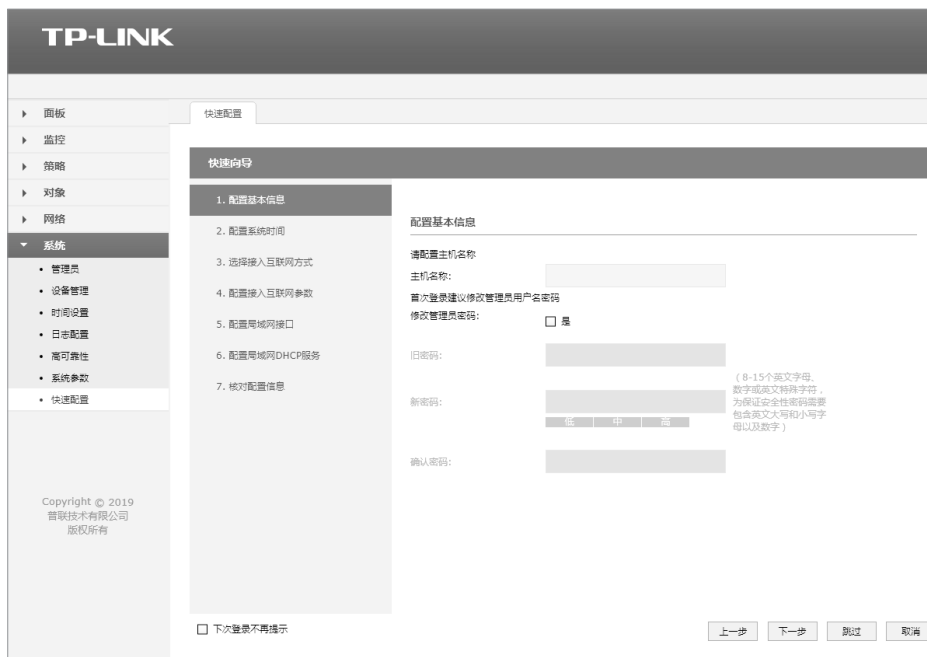 TP-LINK
面板
监控
策略
对象
网络
系统
管理员
设备管理
时间设置
日志配置
高可靠性
系统参数
快速配置
Copyright © 2019
普联技术有限公司
版权所有
快速配置
快速向导
1. 配置基本信息
2. 配置系统时间
3. 选择接入互联网方式
4. 配置接入互联网参数
5. 配置局域网接口
6. 配置局域网DHCP服务
7. 核对配置信息
配置基本信息
请配置主机名称
主机名称:
首次登录建议修改管理员用户名密码
修改管理员密码:
是
旧密码:
新密码:
(8-15个英文字母、
数字或英文特殊字符,
为保证安全性密码需要
包含英文大写和小写字
母以及数字)
低 中 高
确认密码:
下次登录不再提示
上一步 下一步 跳过 取消